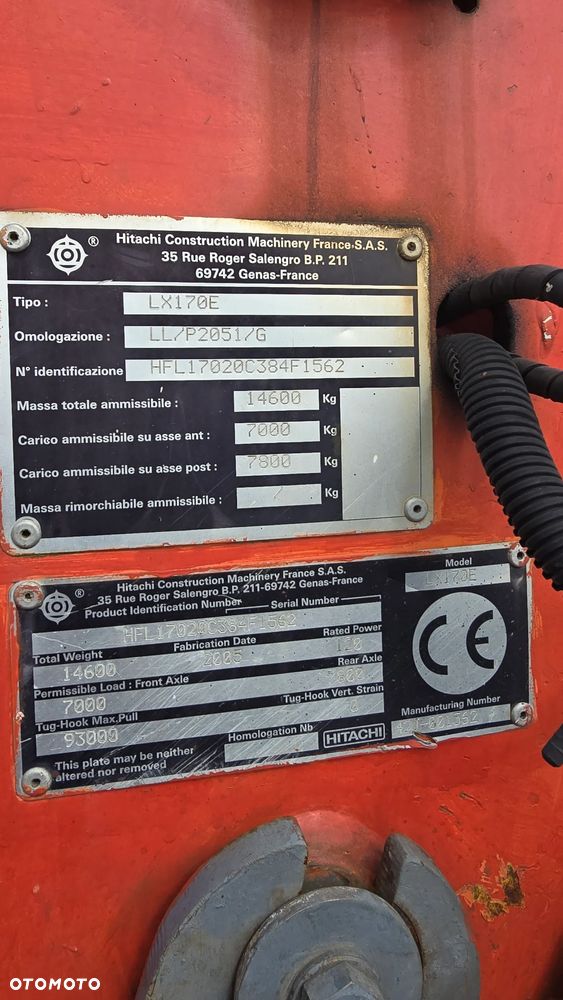 ® Hitachi Construction Machinery France S.A.S.
35 Rue Roger Salengro B.P. 211
69742 Genas-France
Tipo : LX170E
Omologazione : LL/P2051/G
N° identificazione HFL17020C384F1562
Massa totale ammissibile : 14600 Kg
Carico ammissibile su asse ant : 7000 Kg
Carico ammissibile su asse post : 7800 Kg
Massa rimorchiabile ammissibile : / Kg
Hitachi Construction Machinery France S.A.S.
® 35 Rue Roger Salengro B.P. 211-69742 Genas-France
Product Identification Number Serial Number
HFL17020C384F1562
Model
LX170E
Total Weight Fabrication Date Rated Power
14600 2005 120
Permissible Load : Front Axle Rear Axle
7000 7800
Tug-Hook Max.Pull Tug-Hook Vert. Strain
93000 0
Manufacturing Number
This plate may be neither
altered nor removed
Homologation Nb
HITACHI
CE
OTOMOTO